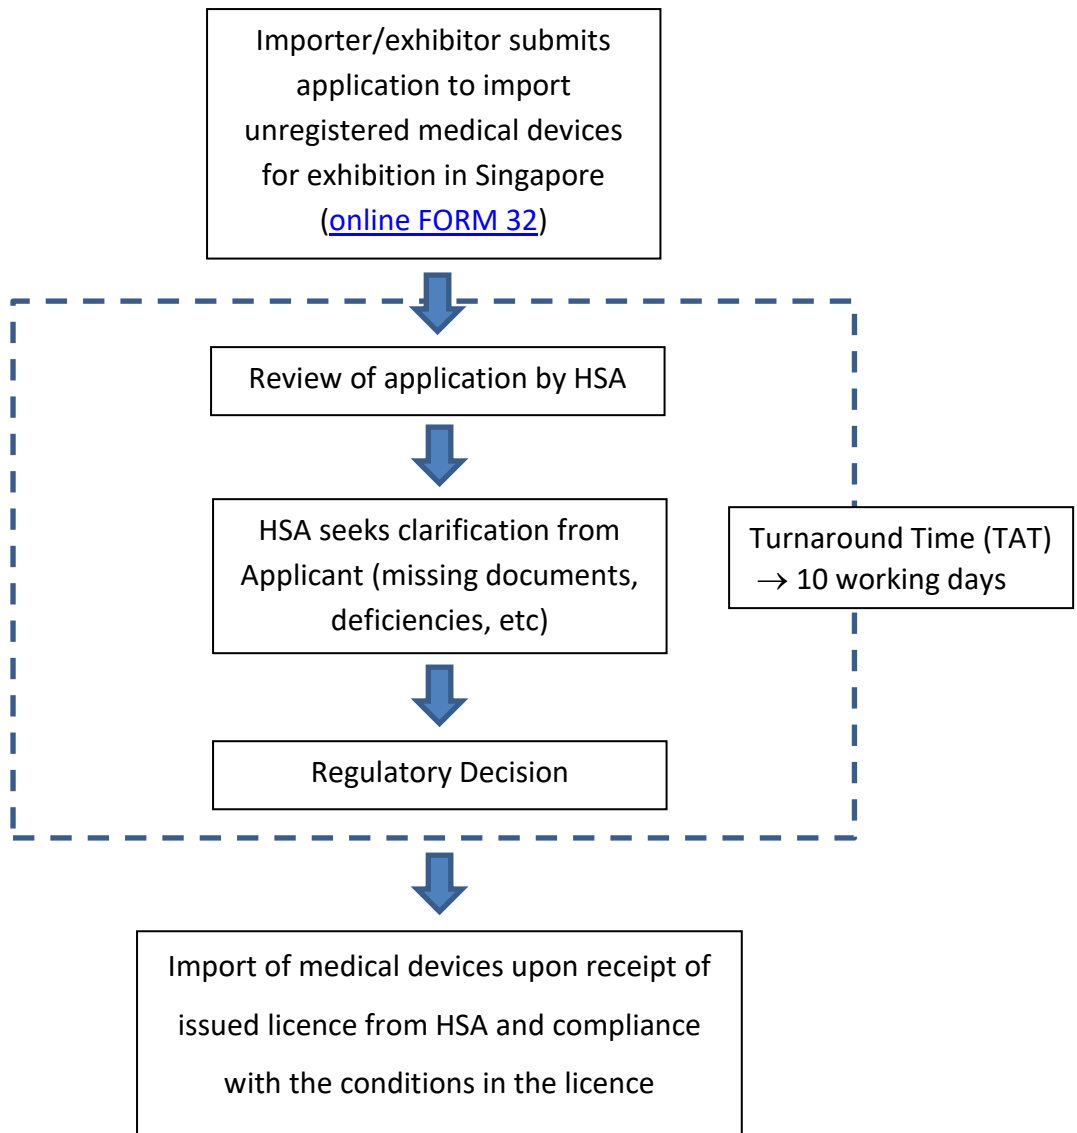 Importer/exhibitor submits
application to import
unregistered medical devices
for exhibition in Singapore
(online FORM 32)
Review of application by HSA
HSA seeks clarification from
Applicant (missing documents,
deficiencies, etc)
Turnaround Time (TAT)
→ 10 working days
Regulatory Decision
Import of medical devices upon receipt of
issued licence from HSA and compliance
with the conditions in the licence